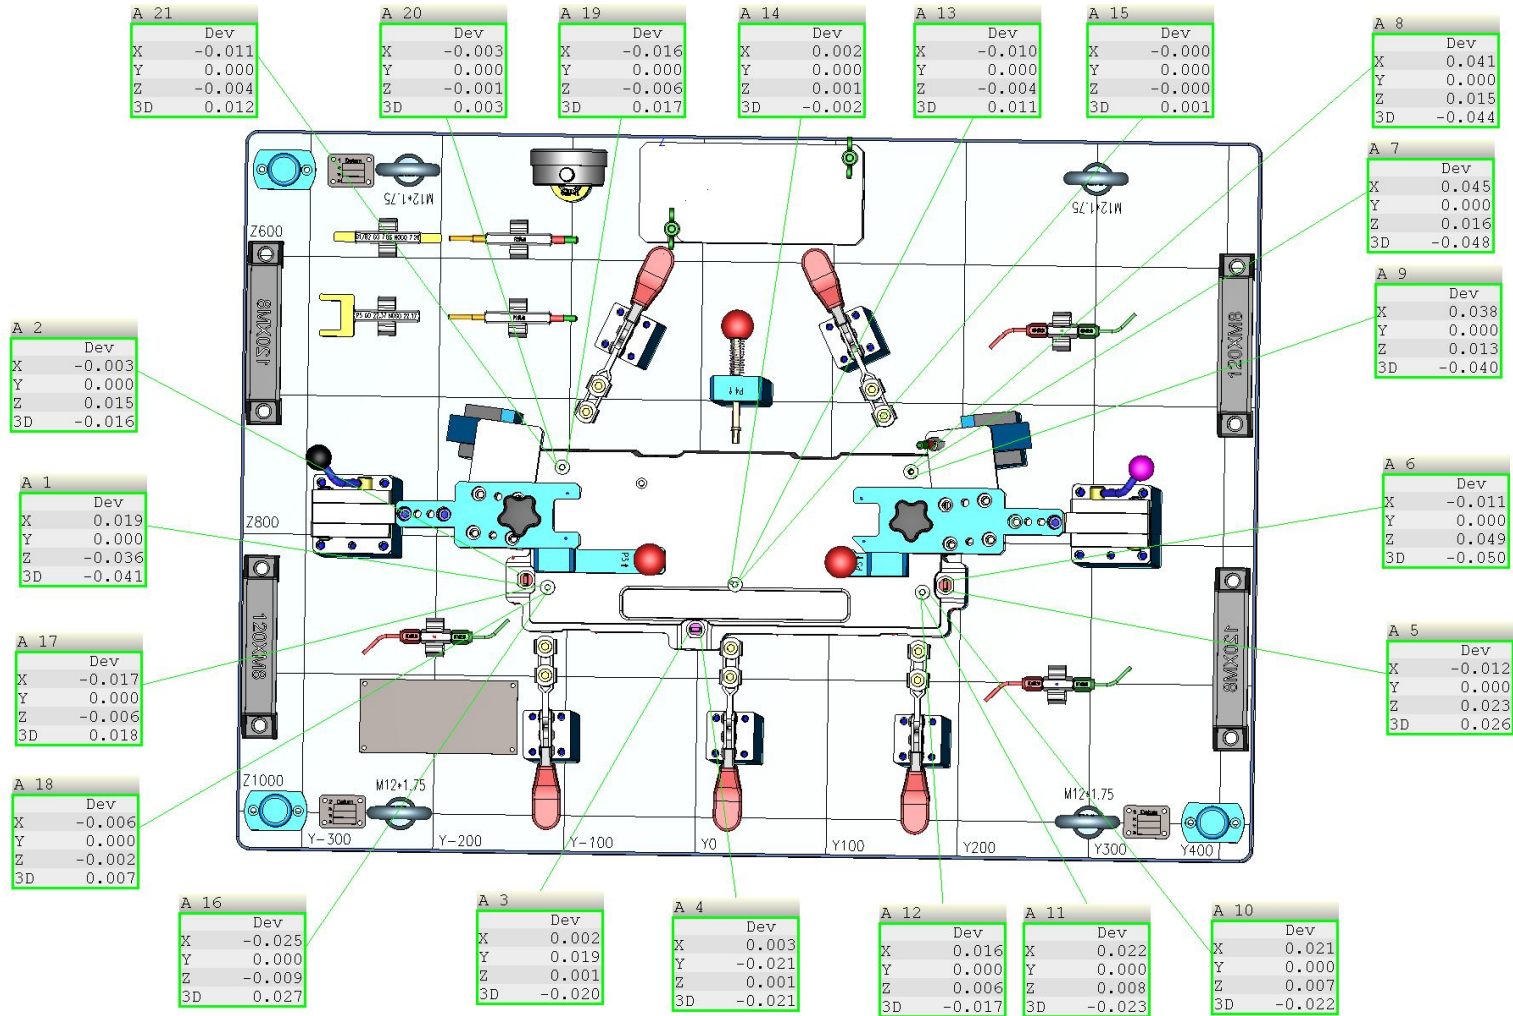 A 21
Dev
X -0.011
Y 0.000
Z -0.004
3D 0.012
A 20
Dev
X -0.003
Y 0.000
Z -0.001
3D 0.003
A 19
Dev
X -0.016
Y 0.000
Z -0.006
3D 0.017
A 14
Dev
X 0.002
Y 0.000
Z 0.001
3D -0.002
A 13
Dev
X -0.010
Y 0.000
Z -0.004
3D 0.011
A 15
Dev
X -0.000
Y 0.000
Z -0.000
3D 0.001
A 8
Dev
X 0.041
Y 0.000
Z 0.015
3D -0.044
A 7
Dev
X 0.045
Y 0.000
Z 0.016
3D -0.048
A 9
Dev
X 0.038
Y 0.000
Z 0.013
3D -0.040
A 2
Dev
X -0.003
Y 0.000
Z 0.015
3D -0.016
A 1
Dev
X 0.019
Y 0.000
Z -0.036
3D -0.041
A 6
Dev
X -0.011
Y 0.000
Z 0.049
3D -0.050
A 17
Dev
X -0.017
Y 0.000
Z -0.006
3D 0.018
A 5
Dev
X -0.012
Y 0.000
Z 0.023
3D 0.026
A 18
Dev
X -0.006
Y 0.000
Z -0.002
3D 0.007
A 16
Dev
X -0.025
Y 0.000
Z -0.009
3D 0.027
A 3
Dev
X 0.002
Y 0.019
Z 0.001
3D -0.020
A 4
Dev
X 0.003
Y -0.021
Z 0.001
3D -0.021
A 12
Dev
X 0.016
Y 0.000
Z 0.006
3D -0.017
A 11
Dev
X 0.022
Y 0.000
Z 0.008
3D -0.023
A 10
Dev
X 0.021
Y 0.000
Z 0.007
3D -0.022
Z
Datum
M12*1.75
M12*1.75
Z600
120XM8
120XM8
P4
Z800
P3
P3
120XM8
120XM8
Z1000
Datum
M12*1.75
M12*1.75
Datum
Y-300
Y-200
Y-100
Y0
Y100
Y200
Y300
Y400